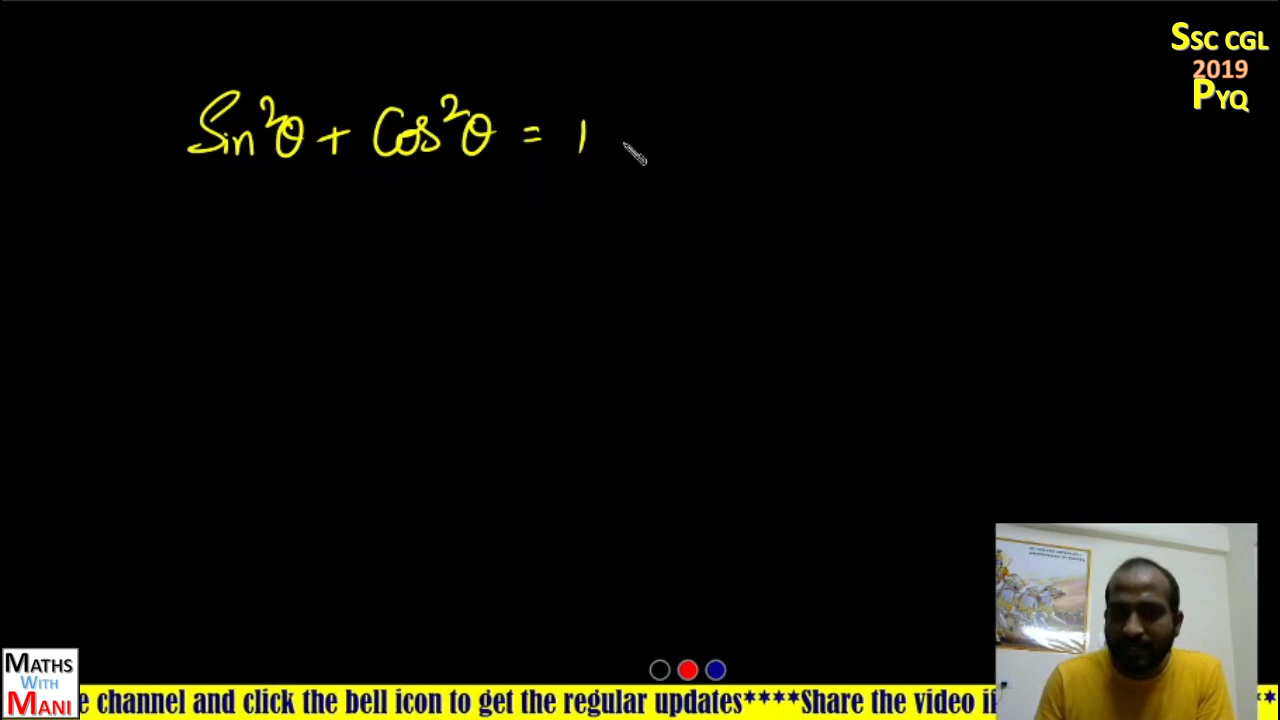 SSC CGL
2019
PYQ
Sin²θ + Cos²θ = 1
MATHS
WITH
MANI
e channel and click the bell icon to get the regular updates****Share the video if
**